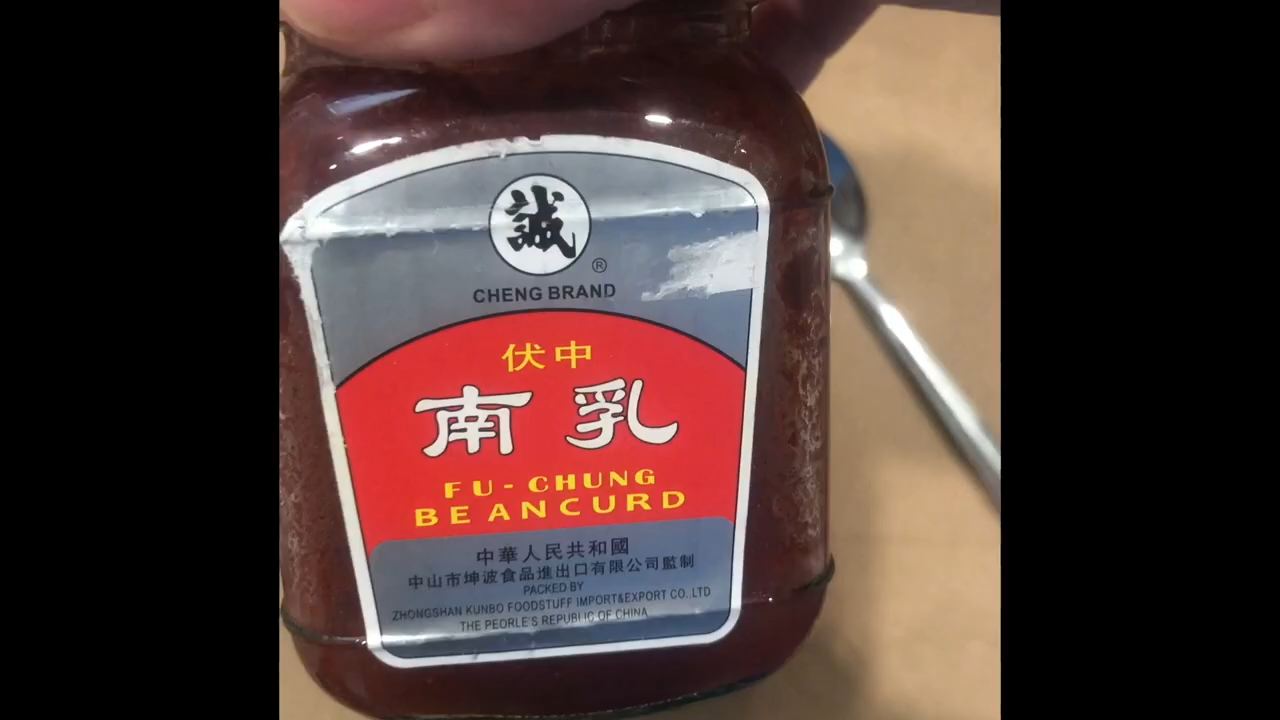 誠
®
CHENG BRAND
伏中
南乳
FU-CHUNG
BEANCURD
中華人民共和國
中山市坤波食品進出口有限公司監制
PACKED BY
ZHONGSHAN KUNBO FOODSTUFF IMPORT&EXPORT CO.,LTD
THE PEORLE'S REPUBLIC OF CHINA